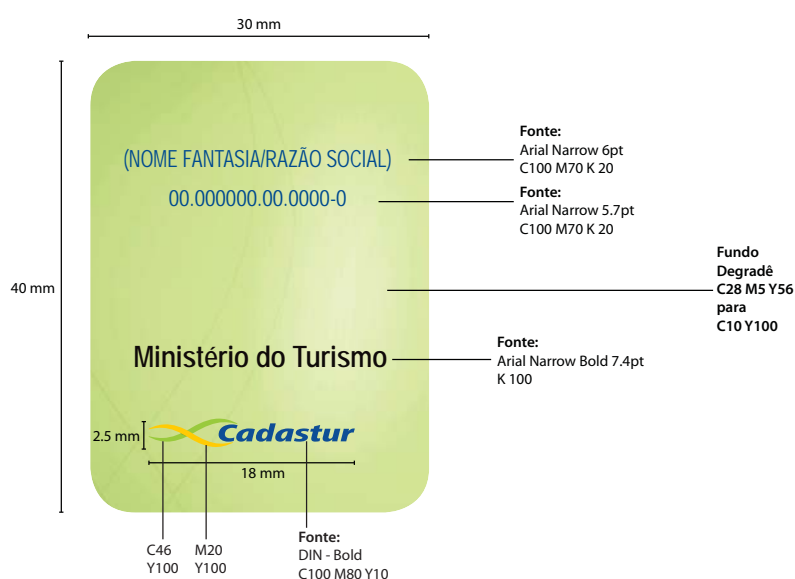 30 mm
(NOME FANTASIA/RAZÃO SOCIAL)
00.000000.00.0000-0
Fonte:
Arial Narrow 6pt
C100 M70 K 20
Fonte:
Arial Narrow 5.7pt
C100 M70 K 20
40 mm
Fundo
Degradê
C28 M5 Y56
para
C10 Y100
Ministério do Turismo
Fonte:
Arial Narrow Bold 7.4pt
K 100
2.5 mm
Cadastur
18 mm
C46
Y100
M20
Y100
Fonte:
DIN - Bold
C100 M80 Y10